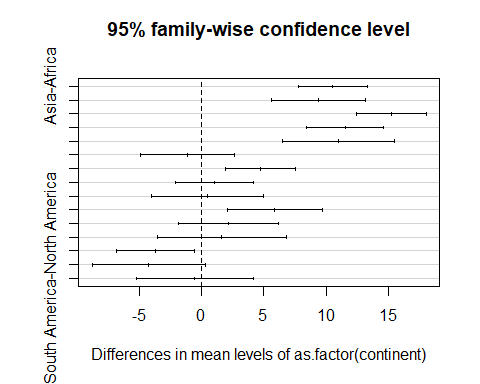 95% family-wise confidence level
Asia-Africa
South America-North America
-5 0 5 10 15
Differences in mean levels of as.factor(continent)